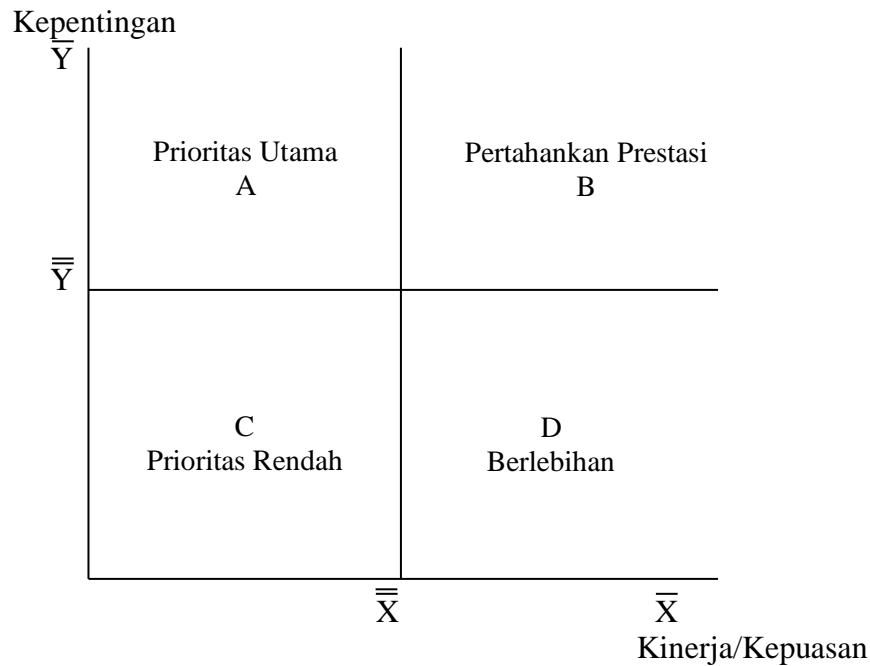 Kepentingan
Y̅
Prioritas Utama
A
Pertahankan Prestasi
B
Y̿
C
Prioritas Rendah
D
Berlebihan
X̿
X̅
Kinerja/Kepuasan